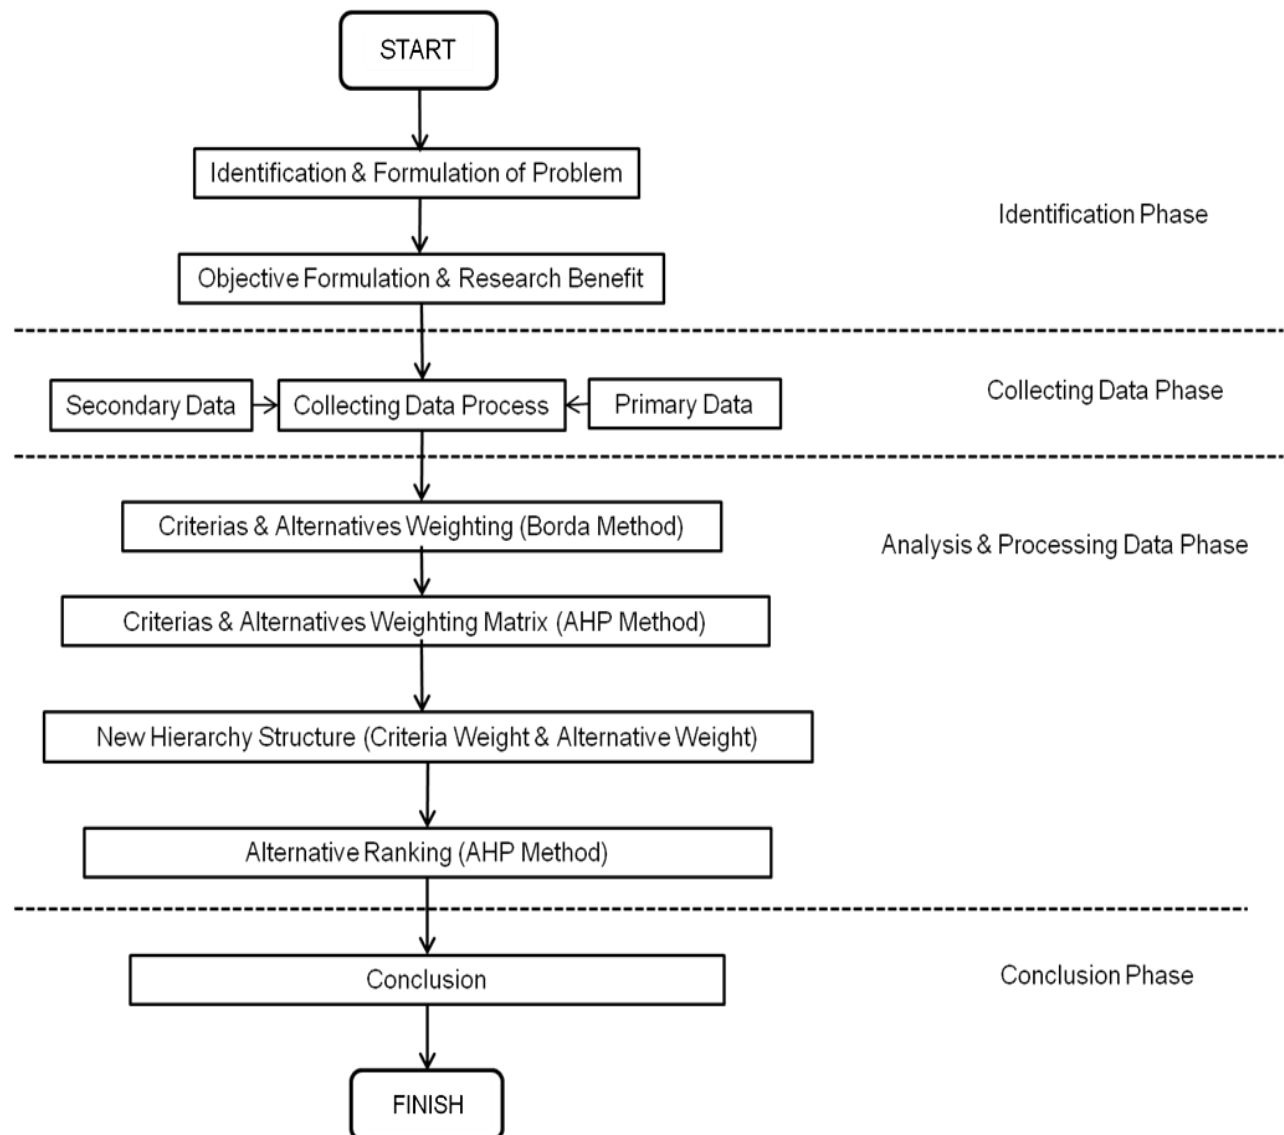 START
Identification & Formulation of Problem
Identification Phase
Objective Formulation & Research Benefit
Secondary Data
Collecting Data Process
Primary Data
Collecting Data Phase
Criterias & Alternatives Weighting (Borda Method)
Analysis & Processing Data Phase
Criterias & Alternatives Weighting Matrix (AHP Method)
New Hierarchy Structure (Criteria Weight & Alternative Weight)
Alternative Ranking (AHP Method)
Conclusion
Conclusion Phase
FINISH